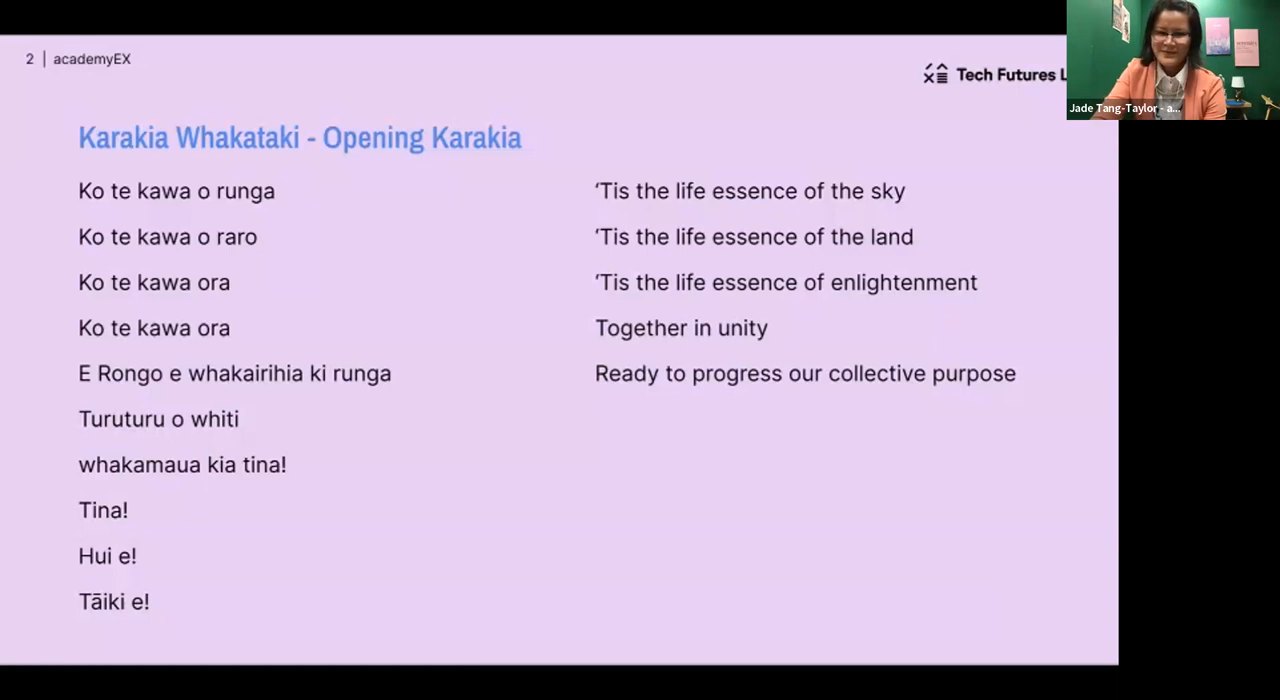 2 | academyEX
Tech Futures L
Jade Tang-Taylor - a...
Karakia Whakataki - Opening Karakia
Ko te kawa o runga
Ko te kawa o raro
Ko te kawa ora
Ko te kawa ora
E Rongo e whakairihia ki runga
Turuturu o whiti
whakamaua kia tina!
Tina!
Hui e!
Tāiki e!
‘Tis the life essence of the sky
‘Tis the life essence of the land
‘Tis the life essence of enlightenment
Together in unity
Ready to progress our collective purpose